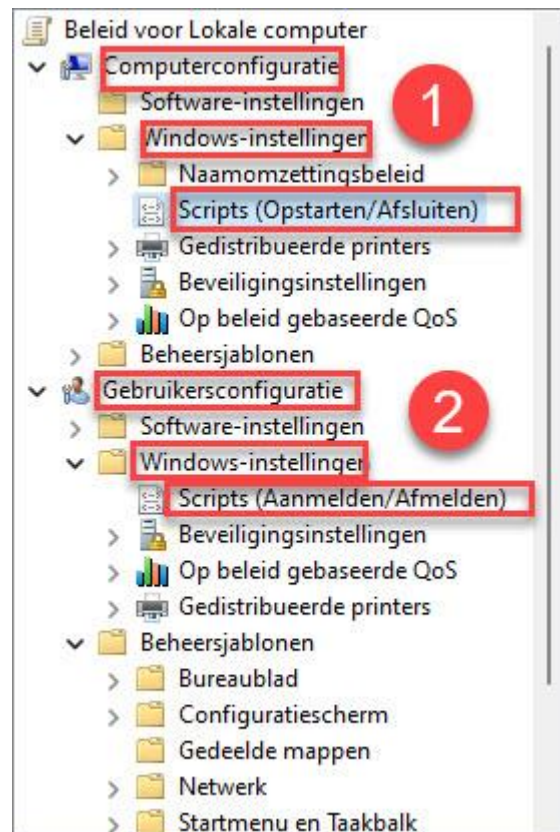 Beleid voor Lokale computer
Computerconfiguratie
Software-instellingen
1
Windows-instellingen
Naamomzettingsbeleid
Scripts (Opstarten/Afsluiten)
Gedistribueerde printers
Beveiligingsinstellingen
Op beleid gebaseerde QoS
Beheersjablonen
Gebruikersconfiguratie
Software-instellingen
2
Windows-instellingen
Scripts (Aanmelden/Afmelden)
Beveiligingsinstellingen
Op beleid gebaseerde QoS
Gedistribueerde printers
Beheersjablonen
Bureaublad
Configuratiescherm
Gedeelde mappen
Netwerk
Startmenu en Taakbalk